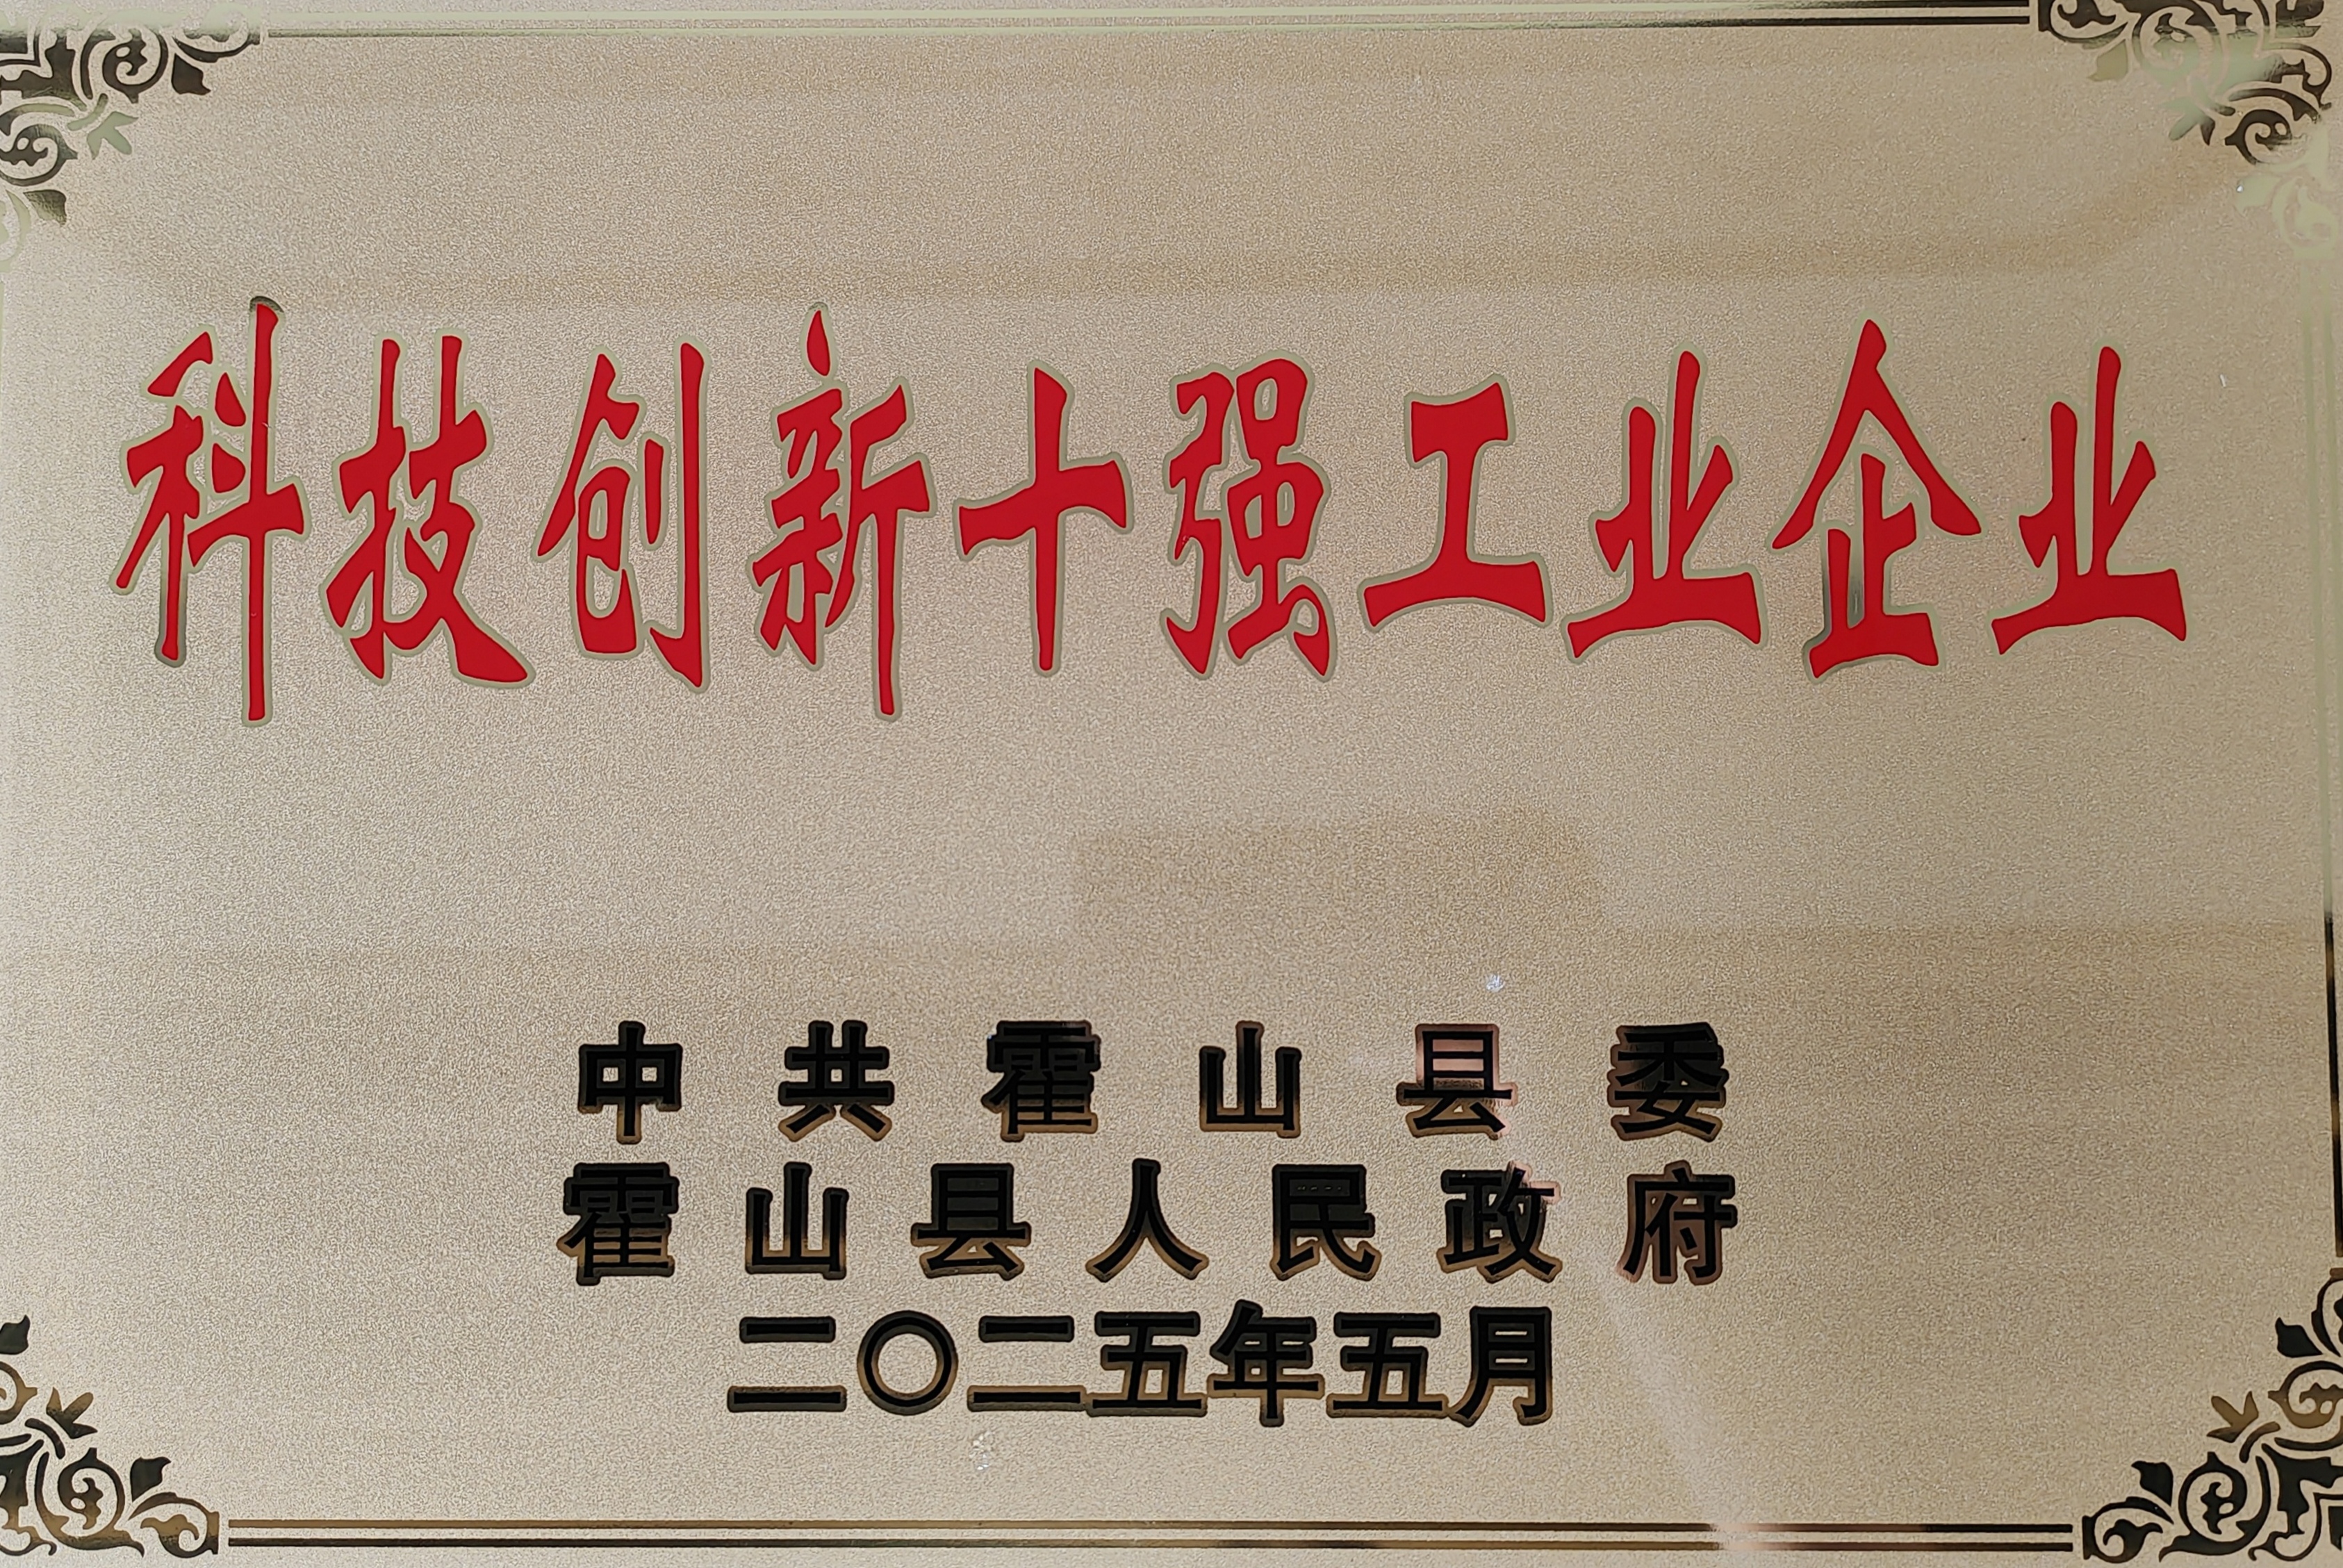 科技创新十强工业企业
中共霍山县委
霍山县人民政府
二〇二五年五月